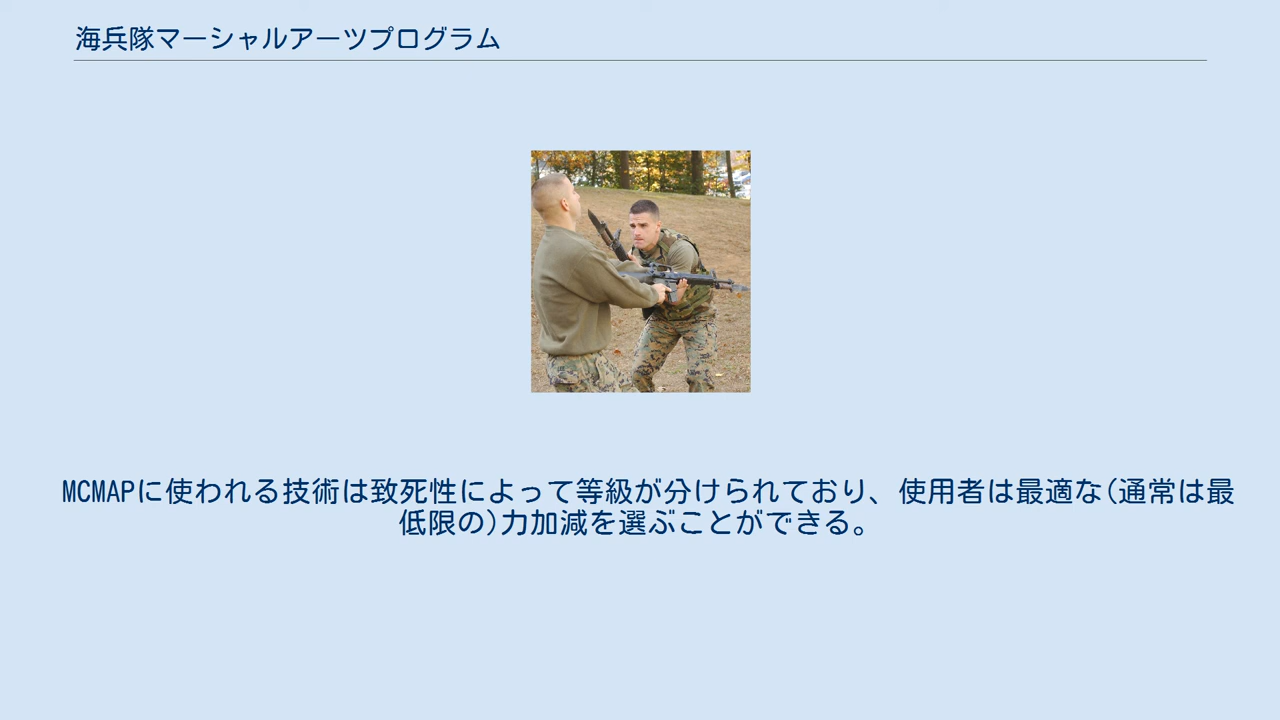 海兵隊マーシャルアーツプログラム
MCMAPに使われる技術は致死性によって等級が分けられており、使用者は最適な(通常は最
低限の)力加減を選ぶことができる。